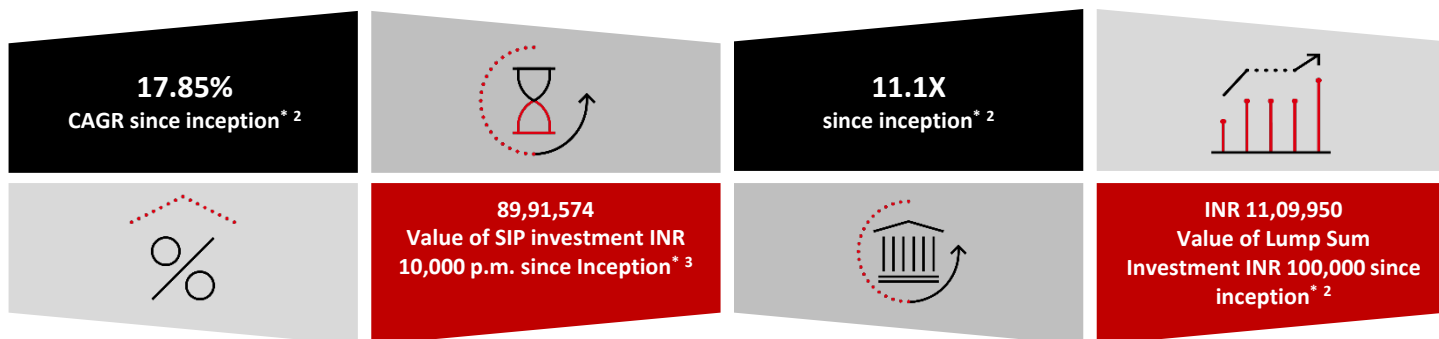 17.85%
CAGR since inception* 2
11.1X
since inception* 2
89,91,574
Value of SIP investment INR
10,000 p.m. since Inception* 3
INR 11,09,950
Value of Lump Sum
Investment INR 100,000 since
inception* 2